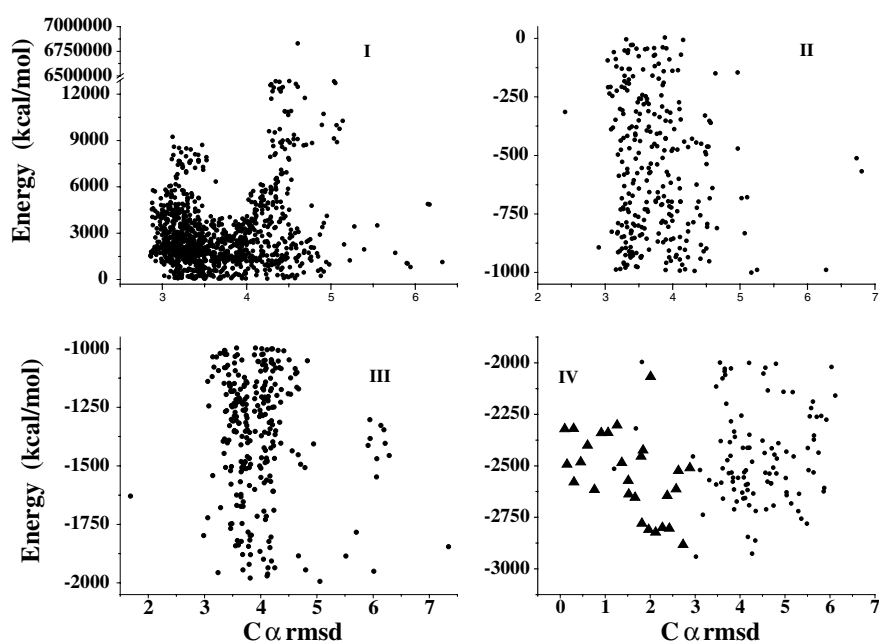 7000000
6750000
6500000
12000
9000
6000
3000
0
Energy (kcal/mol)
I
3 4 5 6
0
-250
-500
-750
-1000
II
2 3 4 5 6 7
-1000
-1250
-1500
-1750
-2000
Energy (kcal/mol)
III
2 3 4 5 6 7
C α rmsd
-2000
-2250
-2500
-2750
-3000
IV
0 1 2 3 4 5 6 7
C α rmsd